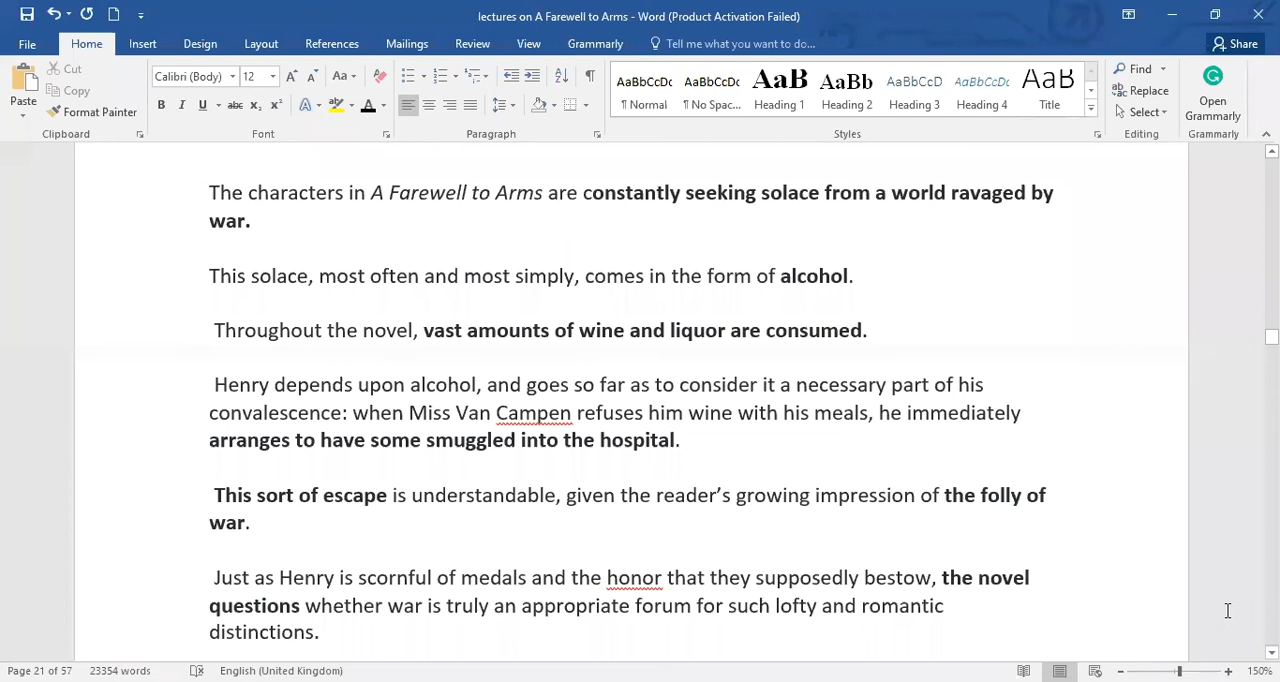 lectures on A Farewell to Arms - Word (Product Activation Failed)
File Home Insert Design Layout References Mailings Review View Grammarly Tell me what you want to do... Share
Cut
Copy
Format Painter
Paste
Clipboard
Calibri (Body) 12
Font
Paragraph
AaBbCcDc AaBbCcDc AaB AaBb AaBbCcD AaBbCcDc AaB
¶ Normal ¶ No Spac... Heading 1 Heading 2 Heading 3 Heading 4 Title
Styles
Find
Replace
Select
Editing
Open
Grammarly
Grammarly
The characters in A Farewell to Arms are constantly seeking solace from a world ravaged by
war.
This solace, most often and most simply, comes in the form of alcohol.
Throughout the novel, vast amounts of wine and liquor are consumed.
Henry depends upon alcohol, and goes so far as to consider it a necessary part of his
convalescence: when Miss Van Campen refuses him wine with his meals, he immediately
arranges to have some smuggled into the hospital.
This sort of escape is understandable, given the reader’s growing impression of the folly of
war.
Just as Henry is scornful of medals and the honor that they supposedly bestow, the novel
questions whether war is truly an appropriate forum for such lofty and romantic
distinctions.
Page 21 of 57 23354 words English (United Kingdom) 150%